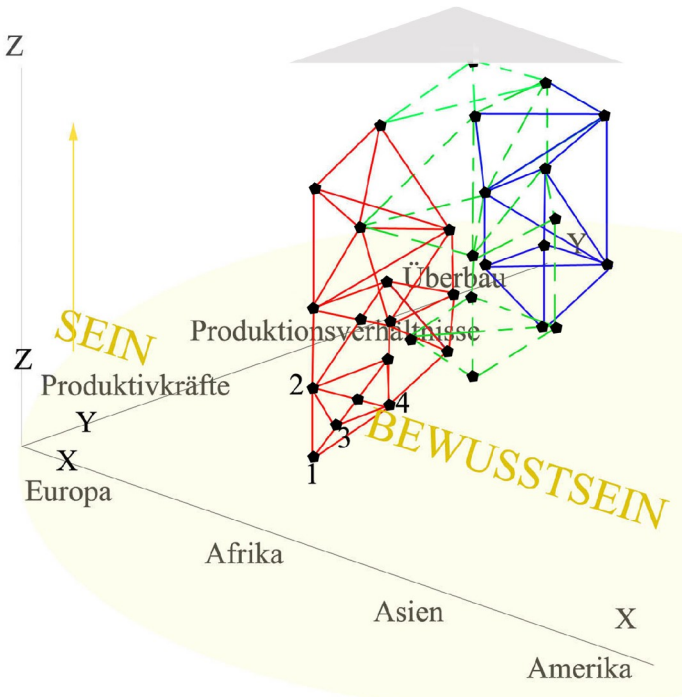 Z
Y
Überbau
Produktionsverhältnisse
SEIN
Z
Produktivkräfte
2
4
Y
3
BEWUSSTSEIN
X
1
Europa
Afrika
Asien
X
Amerika